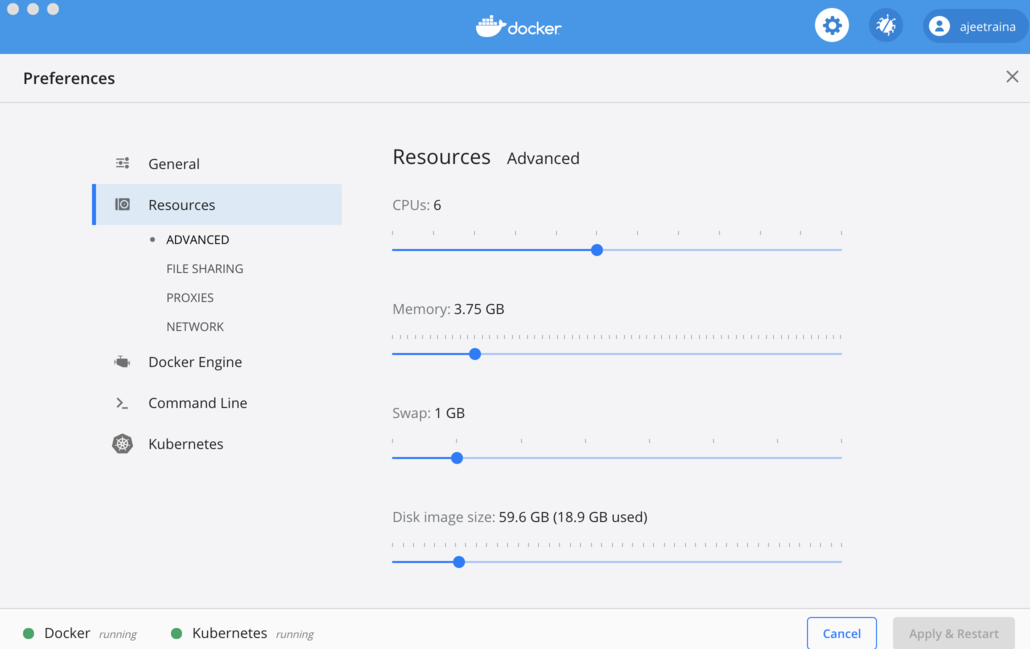 docker
ajeetraina
Preferences
General
Resources
ADVANCED
FILE SHARING
PROXIES
NETWORK
Docker Engine
Command Line
Kubernetes
Resources Advanced
CPUs: 6
Memory: 3.75 GB
Swap: 1 GB
Disk image size: 59.6 GB (18.9 GB used)
Docker running
Kubernetes running
Cancel
Apply & Restart